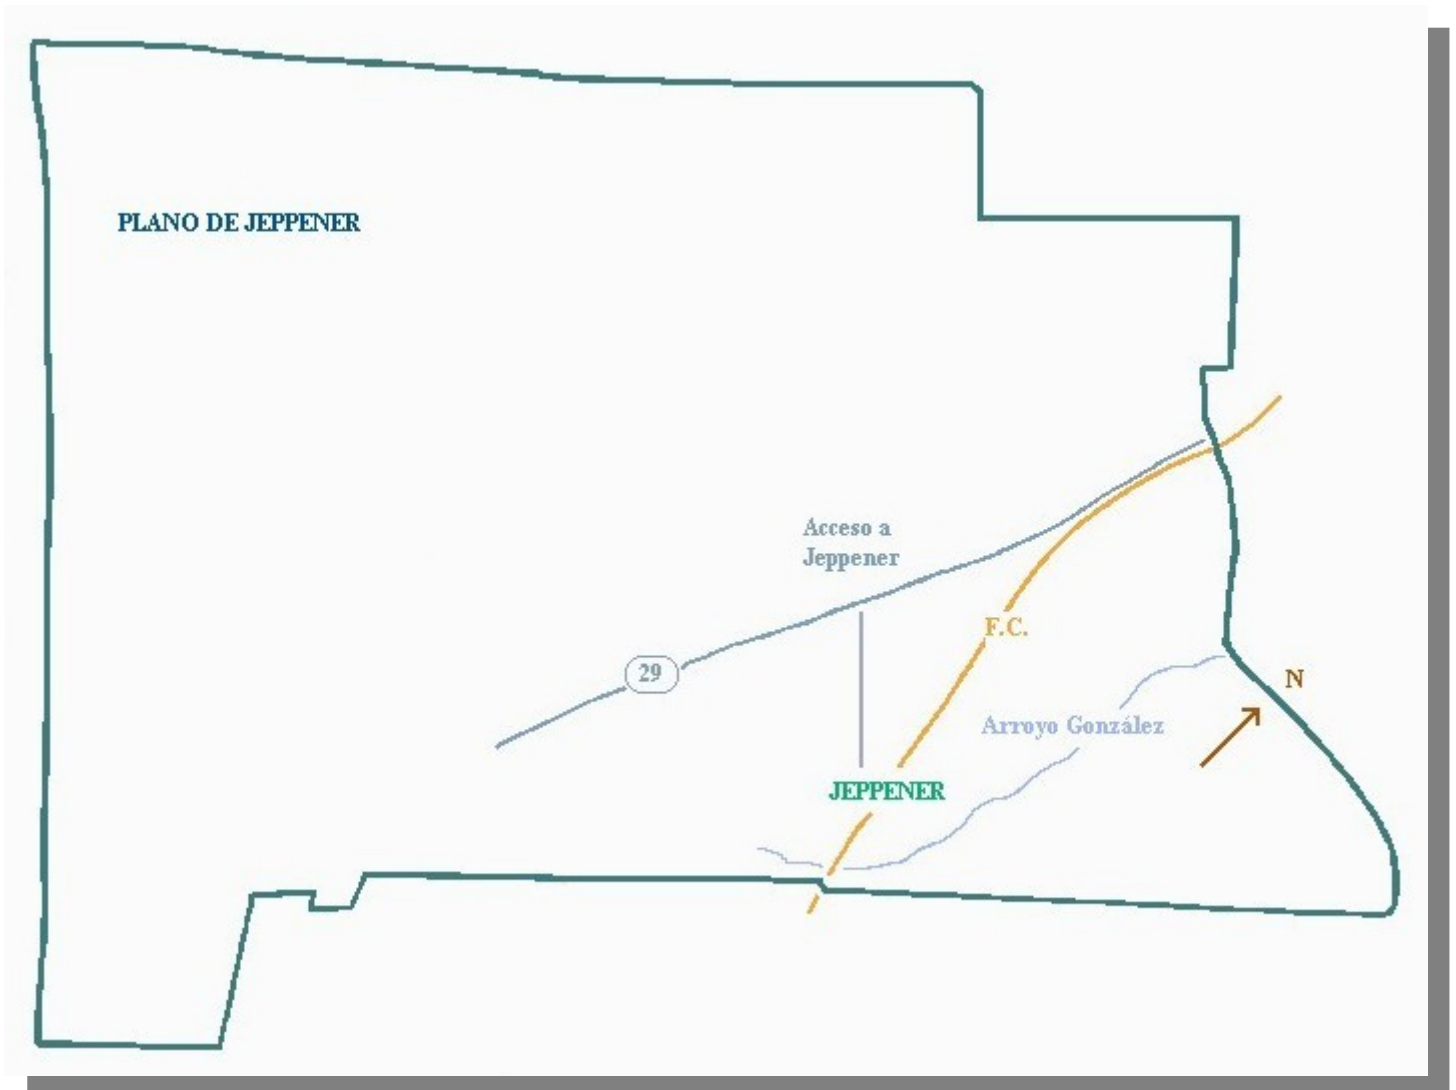 PLANO DE JEPPENER
Acceso a
Jeppener
F.C.
29
N
Arroyo González
JEPPENER